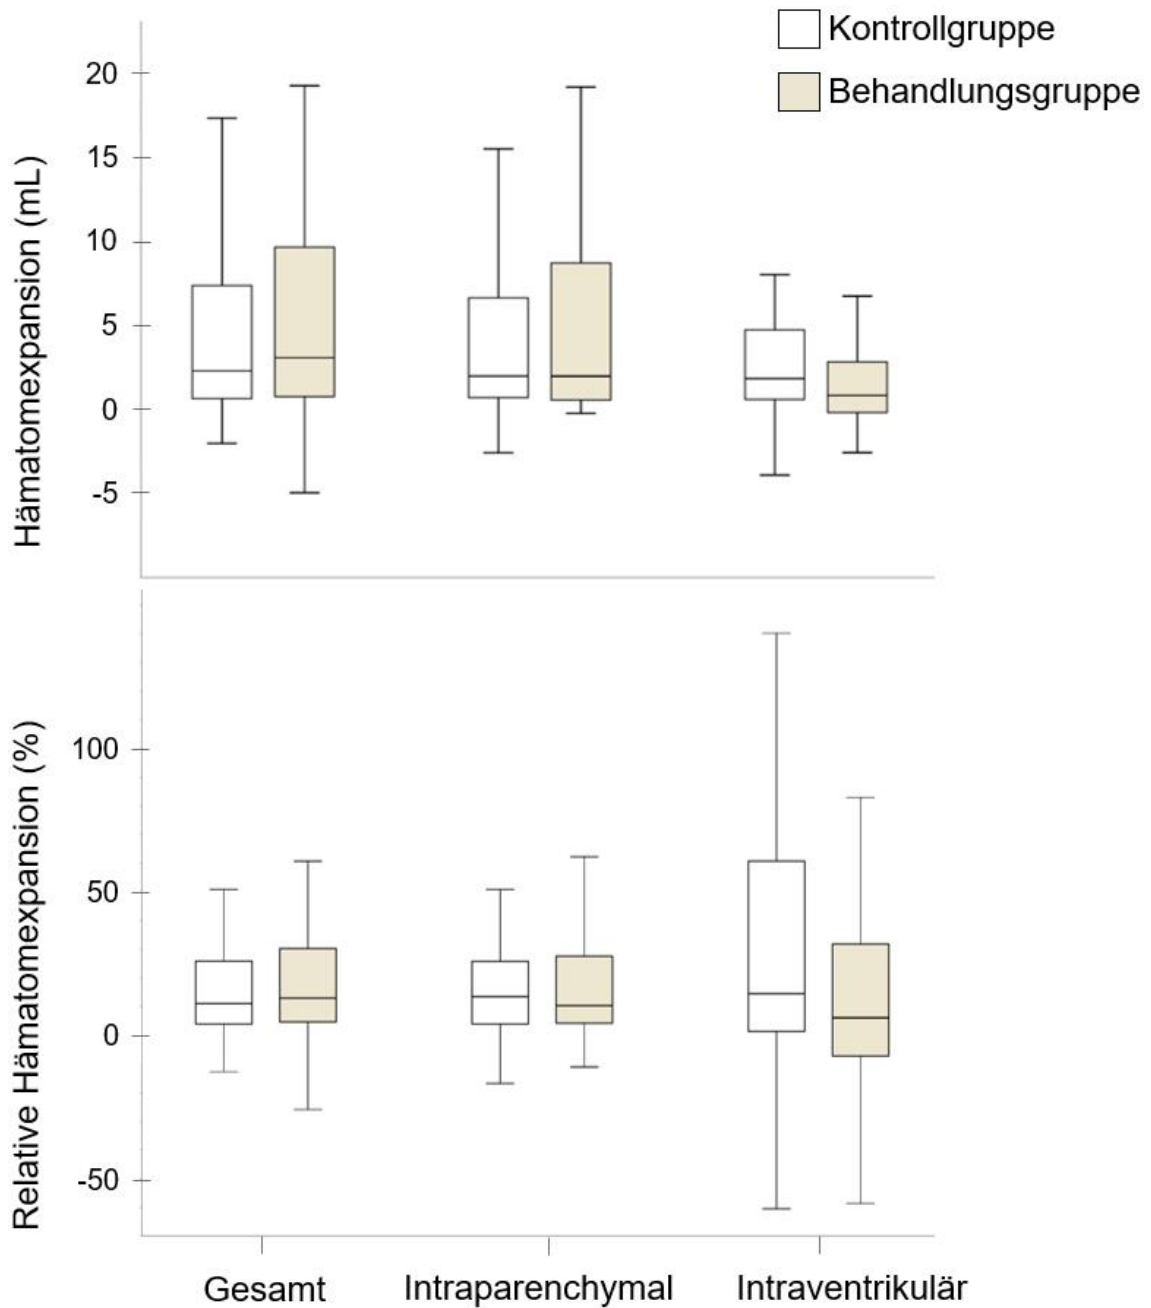 Kontrollgruppe
Behandlungsgruppe
Hämatomexpansion (mL)
20
15
10
5
0
-5
Relative Hämatomexpansion (%)
100
50
0
-50
Gesamt Intraparenchymal Intraventrikulär